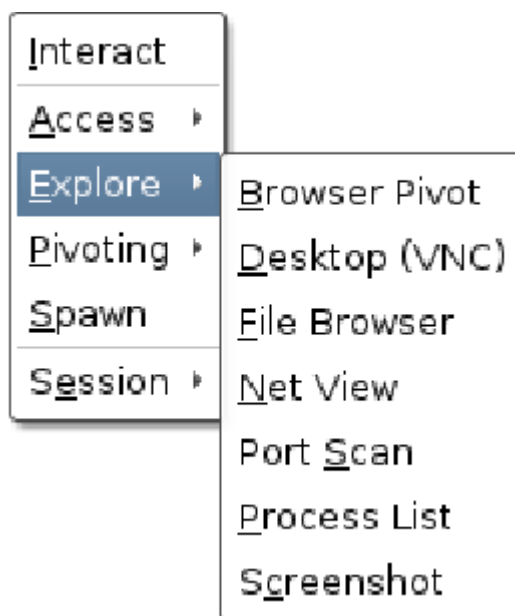 Interact
Access
Explore
Pivoting
Spawn
Session
Browser Pivot
Desktop (VNC)
File Browser
Net View
Port Scan
Process List
Screenshot